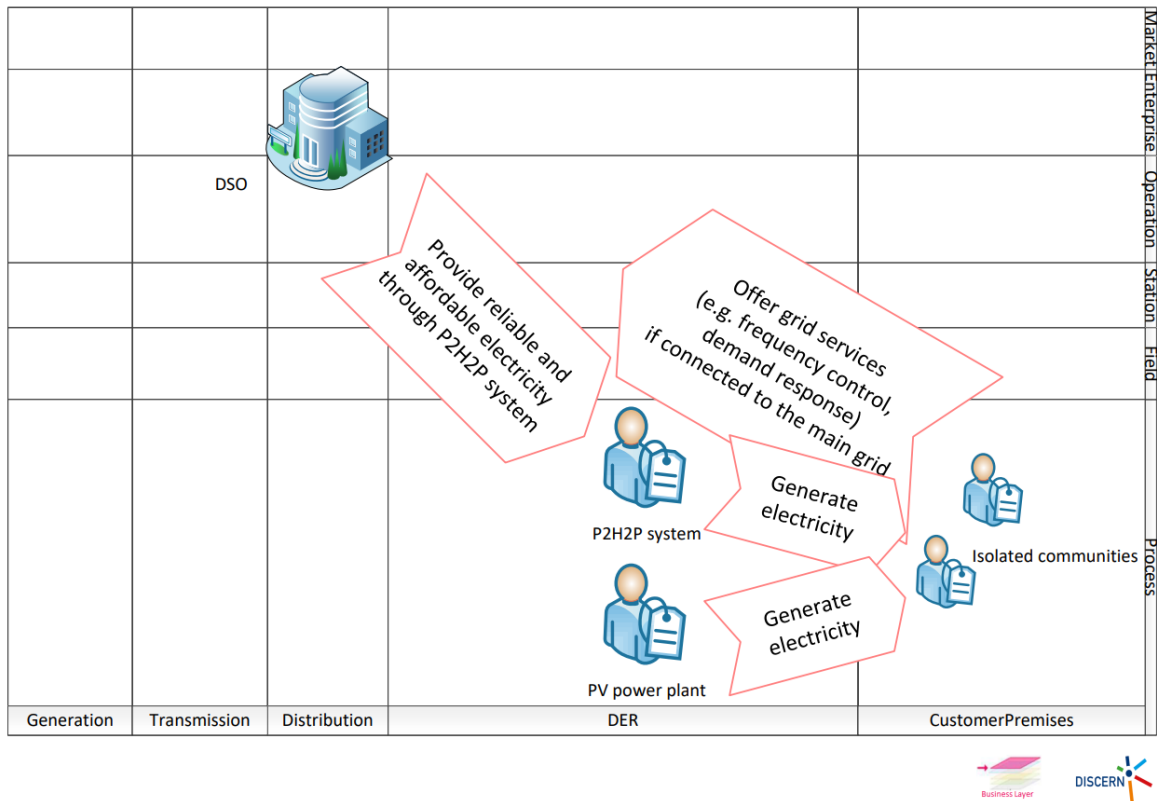 Market
Enterprise
Operation
Station
Field
Process
DSO
Provide reliable and
affordable electricity
through P2H2P system
Offer grid services
(e.g. frequency control,
demand response)
if connected to the main grid
Generate
electricity
P2H2P system
Isolated communities
Generate
electricity
PV power plant
Generation
Transmission
Distribution
DER
CustomerPremises
Business Layer
DISCERN